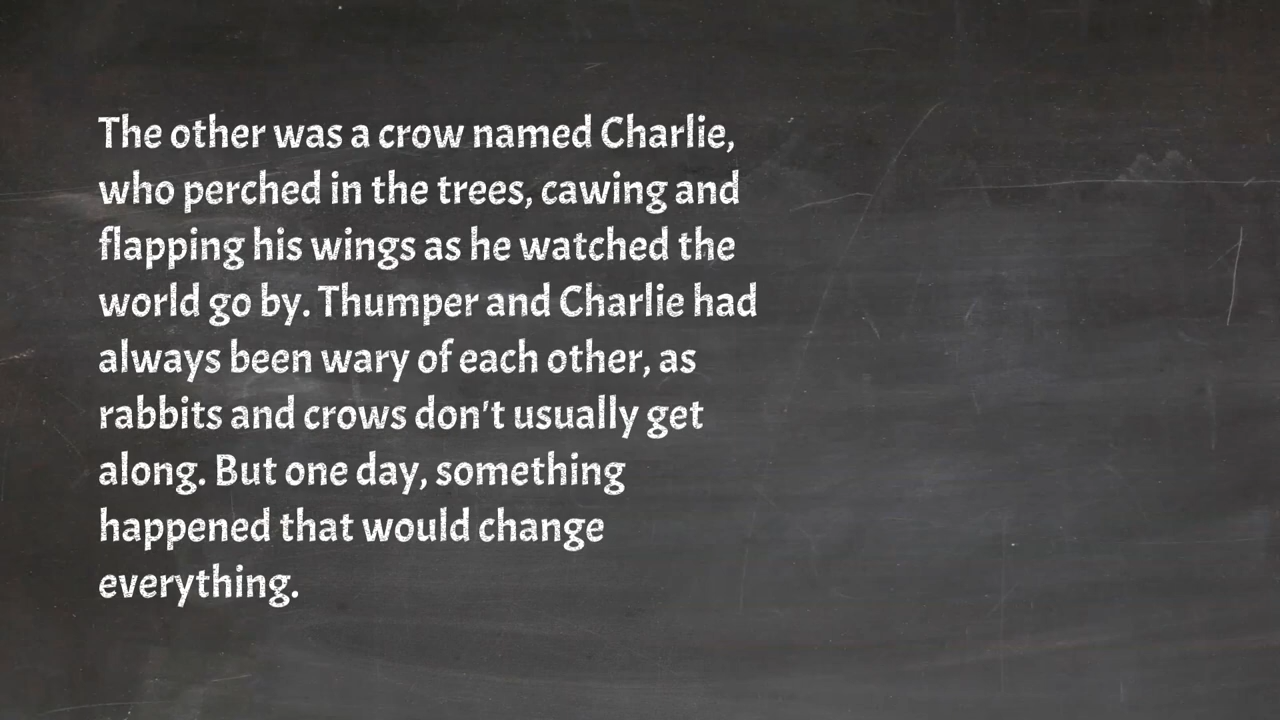 The other was a crow named Charlie,
who perched in the trees, cawing and
flapping his wings as he watched the
world go by. Thumper and Charlie had
always been wary of each other, as
rabbits and crows don't usually get
along. But one day, something
happened that would change
everything.